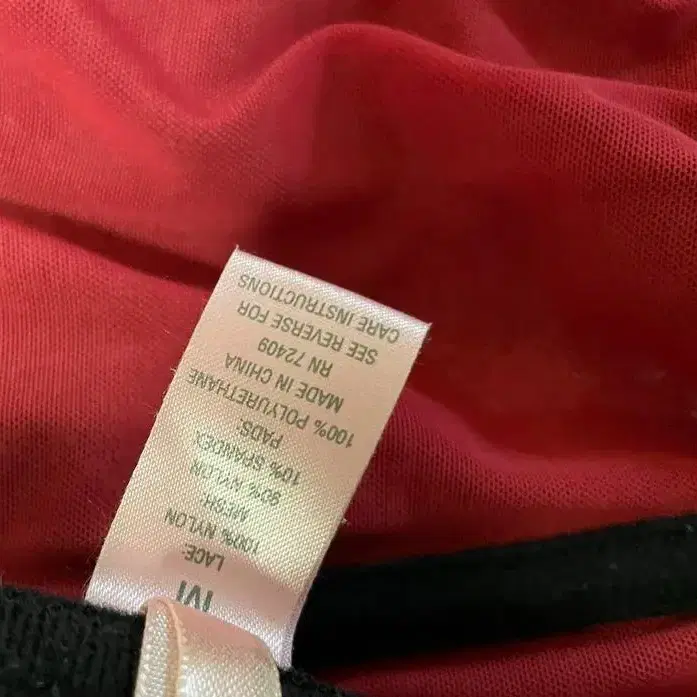 M
LACE:
100% NYLON
MESH:
90% NYLON
10% SPANDEX
PADS:
100% POLYURETHANE
MADE IN CHINA
RN 72409
SEE REVERSE FOR
CARE INSTRUCTIONS